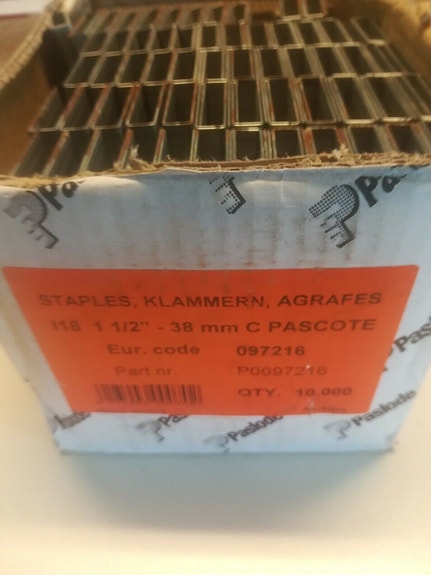 Paslode
STAPLES, KLAMMERN, AGRAFES
I18 1 1/2" - 38 mm C PASCOTE
Eur. code 097216
Part nr. P0097216
QTY. 10.000
Paslode
Paslode